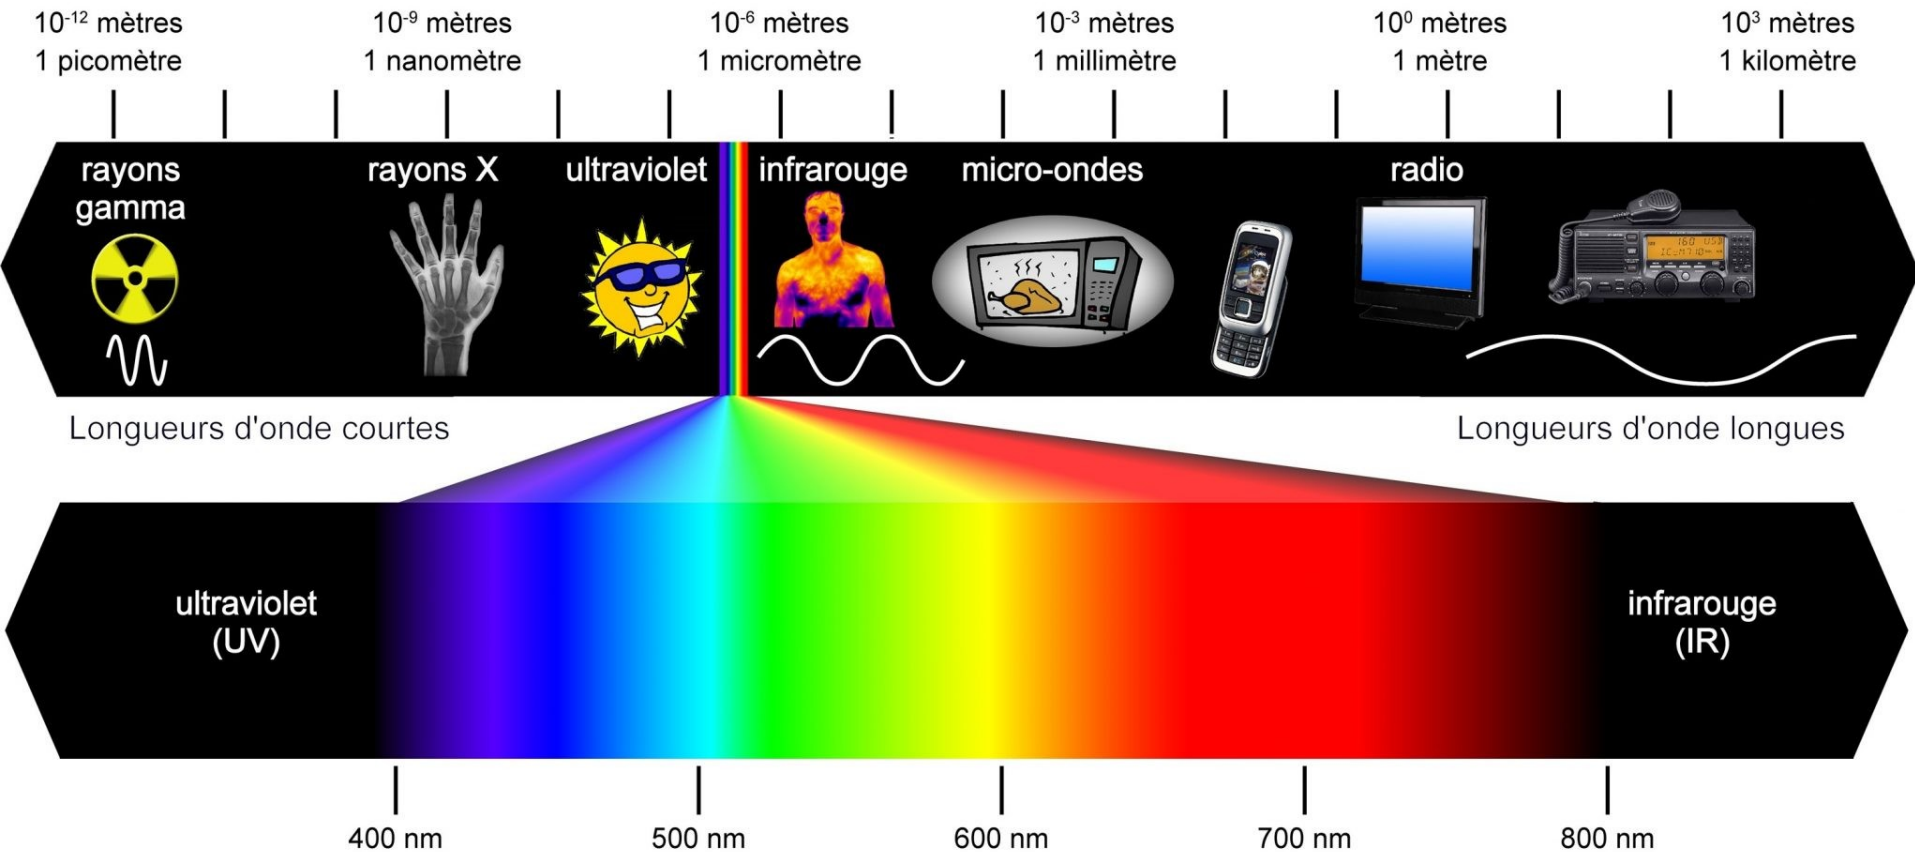 10-12 mètres
1 picomètre
10-9 mètres
1 nanomètre
10-6 mètres
1 micromètre
10-3 mètres
1 millimètre
100 mètres
1 mètre
103 mètres
1 kilomètre
rayons
gamma
rayons X
ultraviolet
infrarouge
micro-ondes
radio
Longueurs d'onde courtes
Longueurs d'onde longues
ultraviolet
(UV)
infrarouge
(IR)
400 nm
500 nm
600 nm
700 nm
800 nm